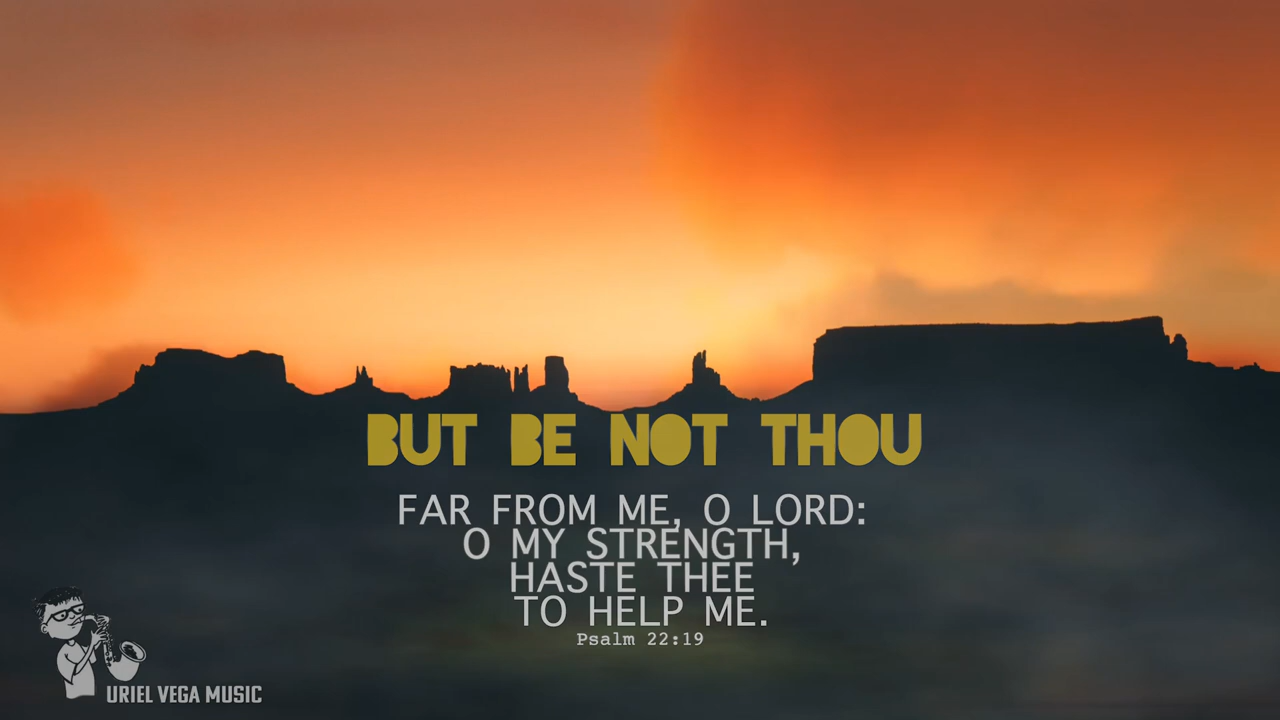 BUT BE NOT THOU
FAR FROM ME, O LORD:
O MY STRENGTH,
HASTE THEE
TO HELP ME.
Psalm 22:19
URIEL VEGA MUSIC